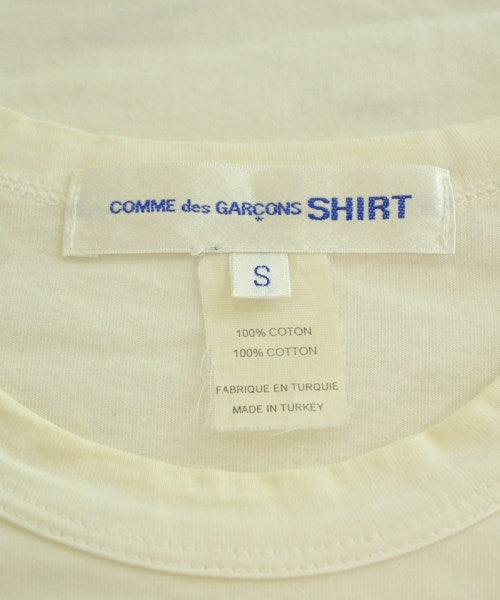 COMME des GARÇONS SHIRT
S
100% COTON
100% COTTON
FABRIQUE EN TURQUIE
MADE IN TURKEY